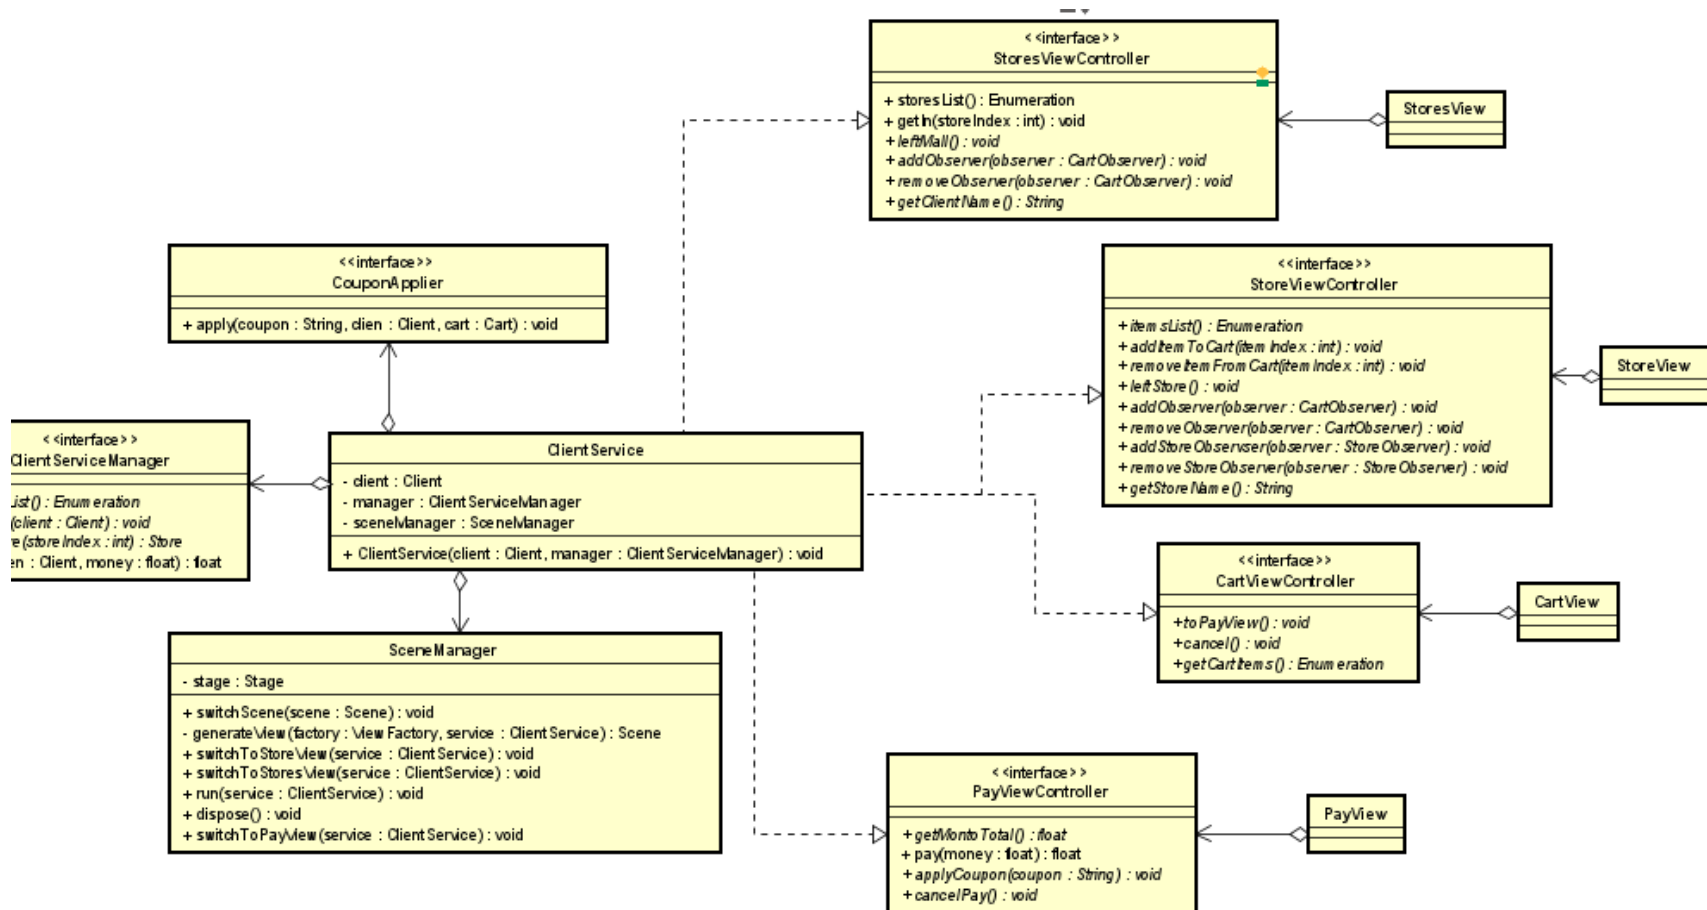 <<interface>>
StoresViewController
+ storesList() : Enumeration
+ getIn(storeIndex : int) : void
+ leftMall() : void
+ addObserver(observer : CartObserver) : void
+ removeObserver(observer : CartObserver) : void
+ getClientName() : String
StoresView
<<interface>>
CouponApplier
+ apply(coupon : String, clien : Client, cart : Cart) : void
<<interface>>
StoreViewController
+ itemsList() : Enumeration
+ addItemToCart(itemIndex : int) : void
+ removeItemFromCart(itemIndex : int) : void
+ leftStore() : void
+ addObserver(observer : CartObserver) : void
+ removeObserver(observer : CartObserver) : void
+ addStoreObservser(observer : StoreObserver) : void
+ removeStoreObserver(observer : StoreObserver) : void
+ getStoreName() : String
StoreView
<<interface>>
ClientServiceManager
List() : Enumeration
(client : Client) : void
re(storeIndex : int) : Store
en : Client, money : float) : float
ClientService
- client : Client
- manager : ClientServiceManager
- sceneManager : SceneManager
+ ClientService(client : Client, manager : ClientServiceManager) : void
<<interface>>
CartViewController
+ toPayView() : void
+ cancel() : void
+ getCartItems() : Enumeration
CartView
SceneManager
- stage : Stage
+ switchScene(scene : Scene) : void
- generateView(factory : ViewFactory, service : ClientService) : Scene
+ switchToStoreView(service : ClientService) : void
+ switchToStoresView(service : ClientService) : void
+ run(service : ClientService) : void
+ dispose() : void
+ switchToPayView(service : ClientService) : void
<<interface>>
PayViewController
+ getMontoTotal() : float
+ pay(money : float) : float
+ applyCoupon(coupon : String) : void
+ cancelPay() : void
PayView